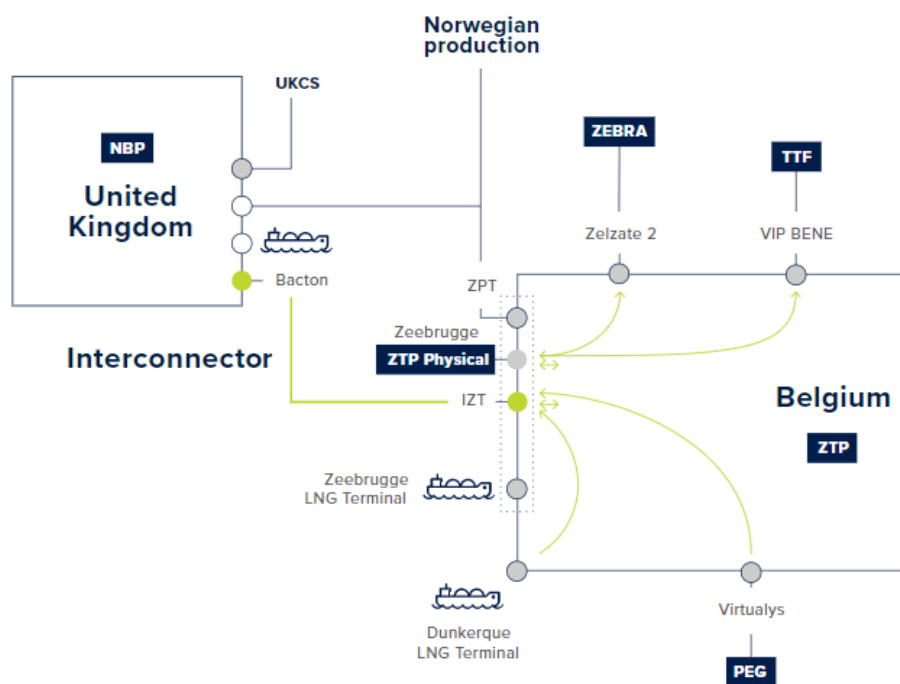 Norwegian
production
UKCS
NBP
United
Kingdom
ZEBRA
TTF
Zelzate 2
VIP BENE
Bacton
ZPT
Zeebrugge
ZTP Physical
Interconnector
IZT
Belgium
ZTP
Zeebrugge
LNG Terminal
Dunkerque
LNG Terminal
Virtualys
PEG